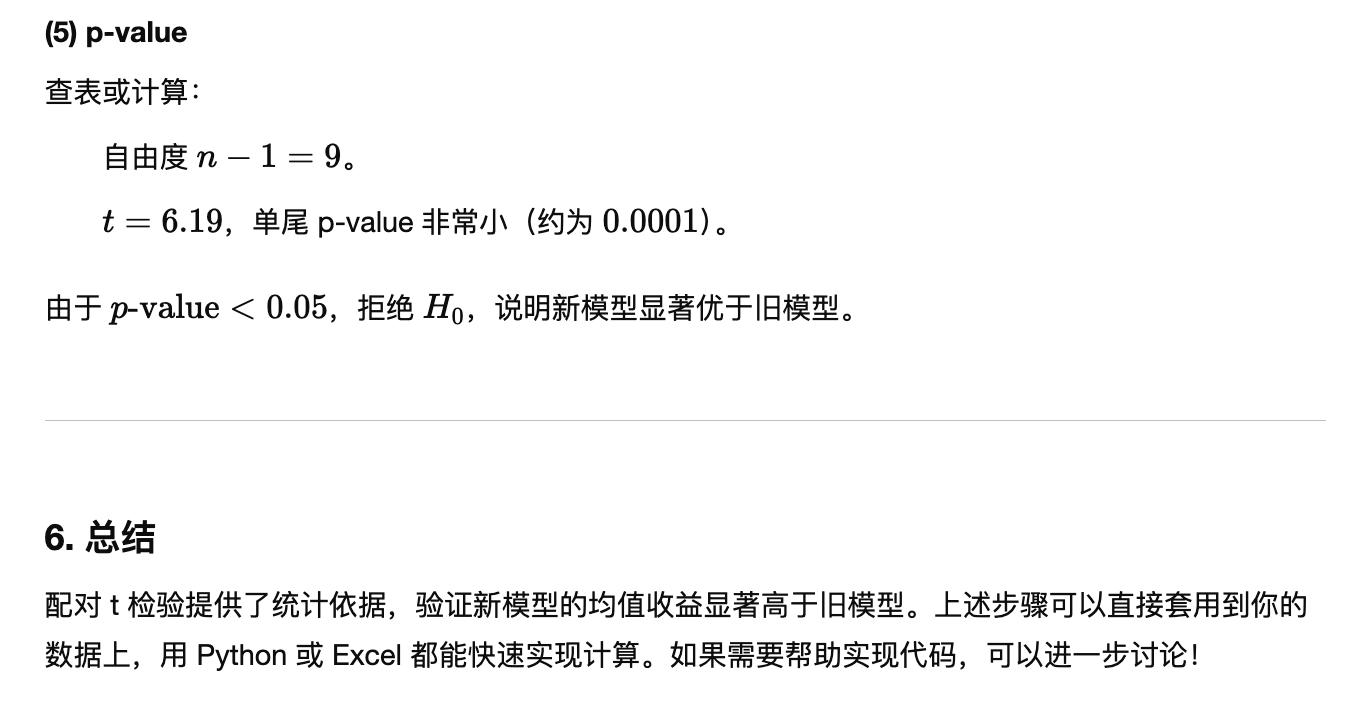 (5) p-value
查表或计算：
自由度 n − 1 = 9。
t = 6.19，单尾 p-value 非常小（约为 0.0001）。
由于 p-value < 0.05，拒绝 H₀，说明新模型显著优于旧模型。
6. 总结
配对 t 检验提供了统计依据，验证新模型的均值收益显著高于旧模型。上述步骤可以直接套用到你的
数据上，用 Python 或 Excel 都能快速实现计算。如果需要帮助实现代码，可以进一步讨论！